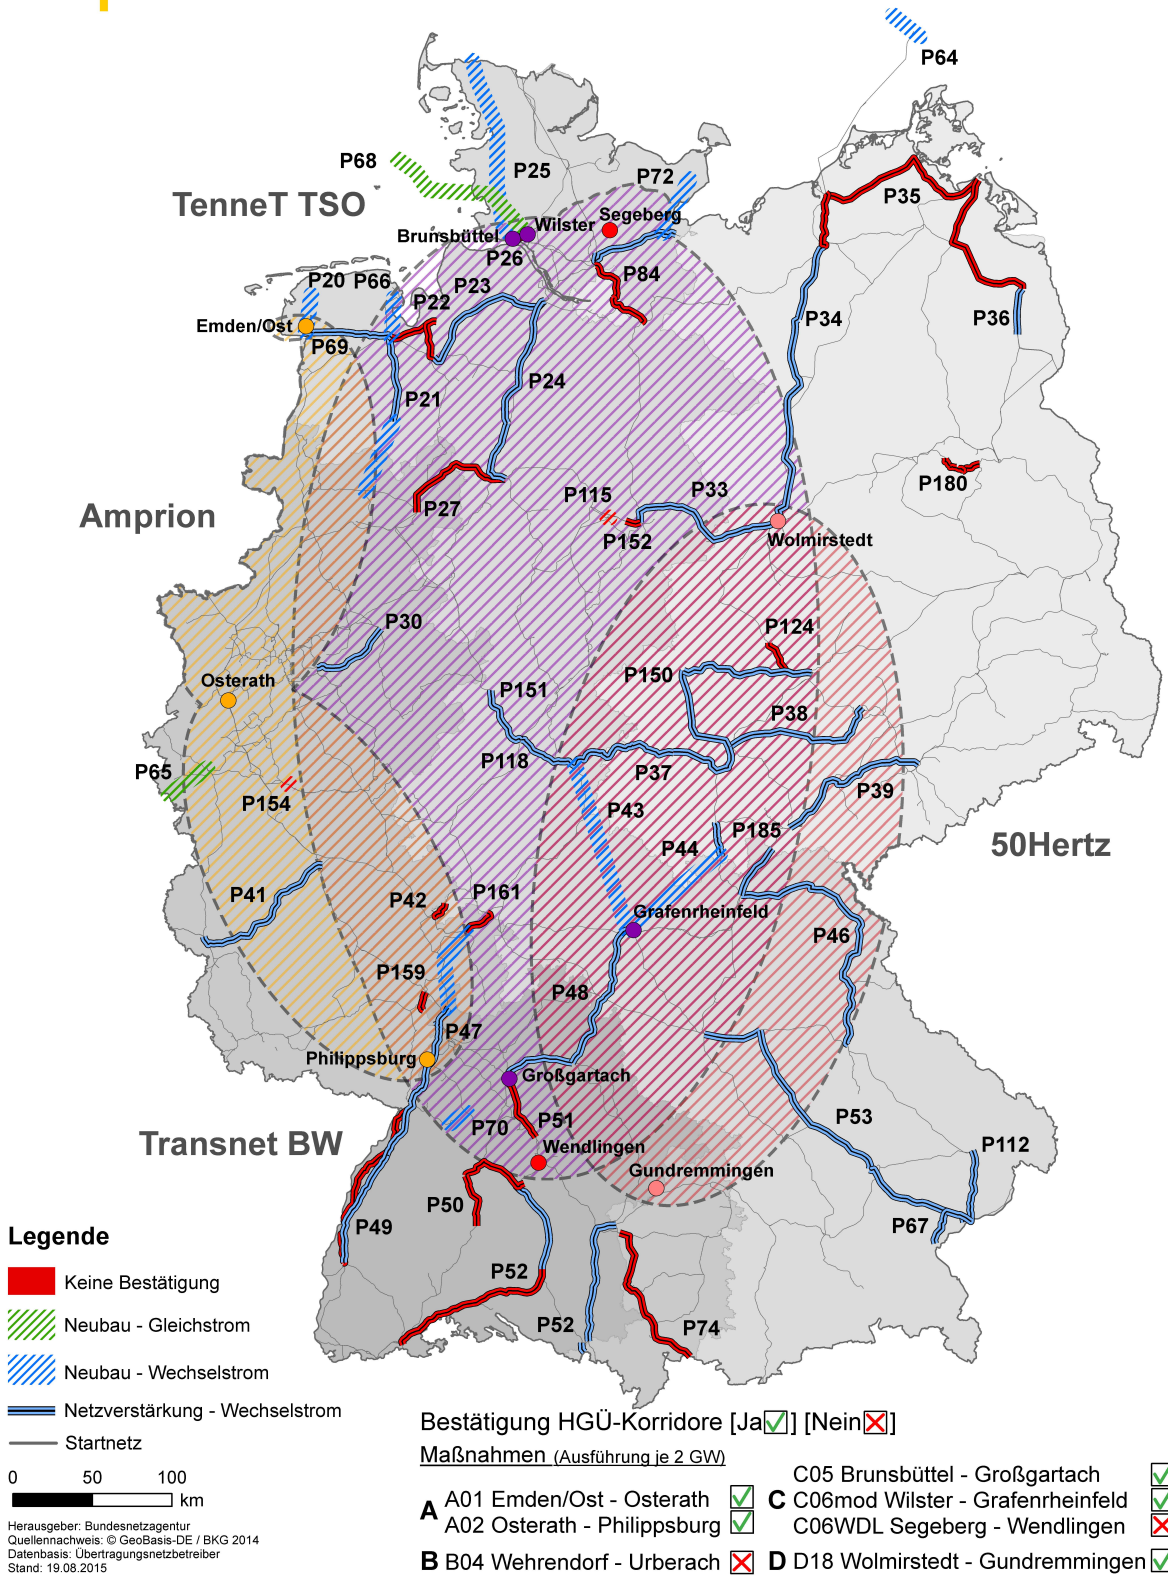 P64
P68
P25
P72
TenneT TSO
Segeberg
Wilster
Brunsbüttel
P26
P35
P84
P20 P66
P23
P22
P34
P36
Emden/Ost
P69
P24
P21
P33
P115
P180
P27
Amprion
P152
Wolmirstedt
P30
P124
P150
Osterath
P151
P38
P118
P65
P37
P39
P154
P43
P185
P44
50Hertz
P41
P42
P161
Grafenrheinfeld
P46
P159
P48
P47
Philippsburg
Großgartach
P70
P51
P53
Transnet BW
Wendlingen
P112
Gundremmingen
P50
P49
P67
P52
P52
P74
Legende
Keine Bestätigung
Neubau - Gleichstrom
Neubau - Wechselstrom
Netzverstärkung - Wechselstrom
Startnetz
0 50 100
km
Herausgeber: Bundesnetzagentur
Quellennachweis: © GeoBasis-DE / BKG 2014
Datenbasis: Übertragungsnetzbetreiber
Stand: 19.08.2015
Bestätigung HGÜ-Korridore [Ja ] [Nein ]
Maßnahmen (Ausführung je 2 GW)
A
A01 Emden/Ost - Osterath
A02 Osterath - Philippsburg
B B04 Wehrendorf - Urberach
C05 Brunsbüttel - Großgartach
C C06mod Wilster - Grafenrheinfeld
C06WDL Segeberg - Wendlingen
D D18 Wolmirstedt - Gundremmingen